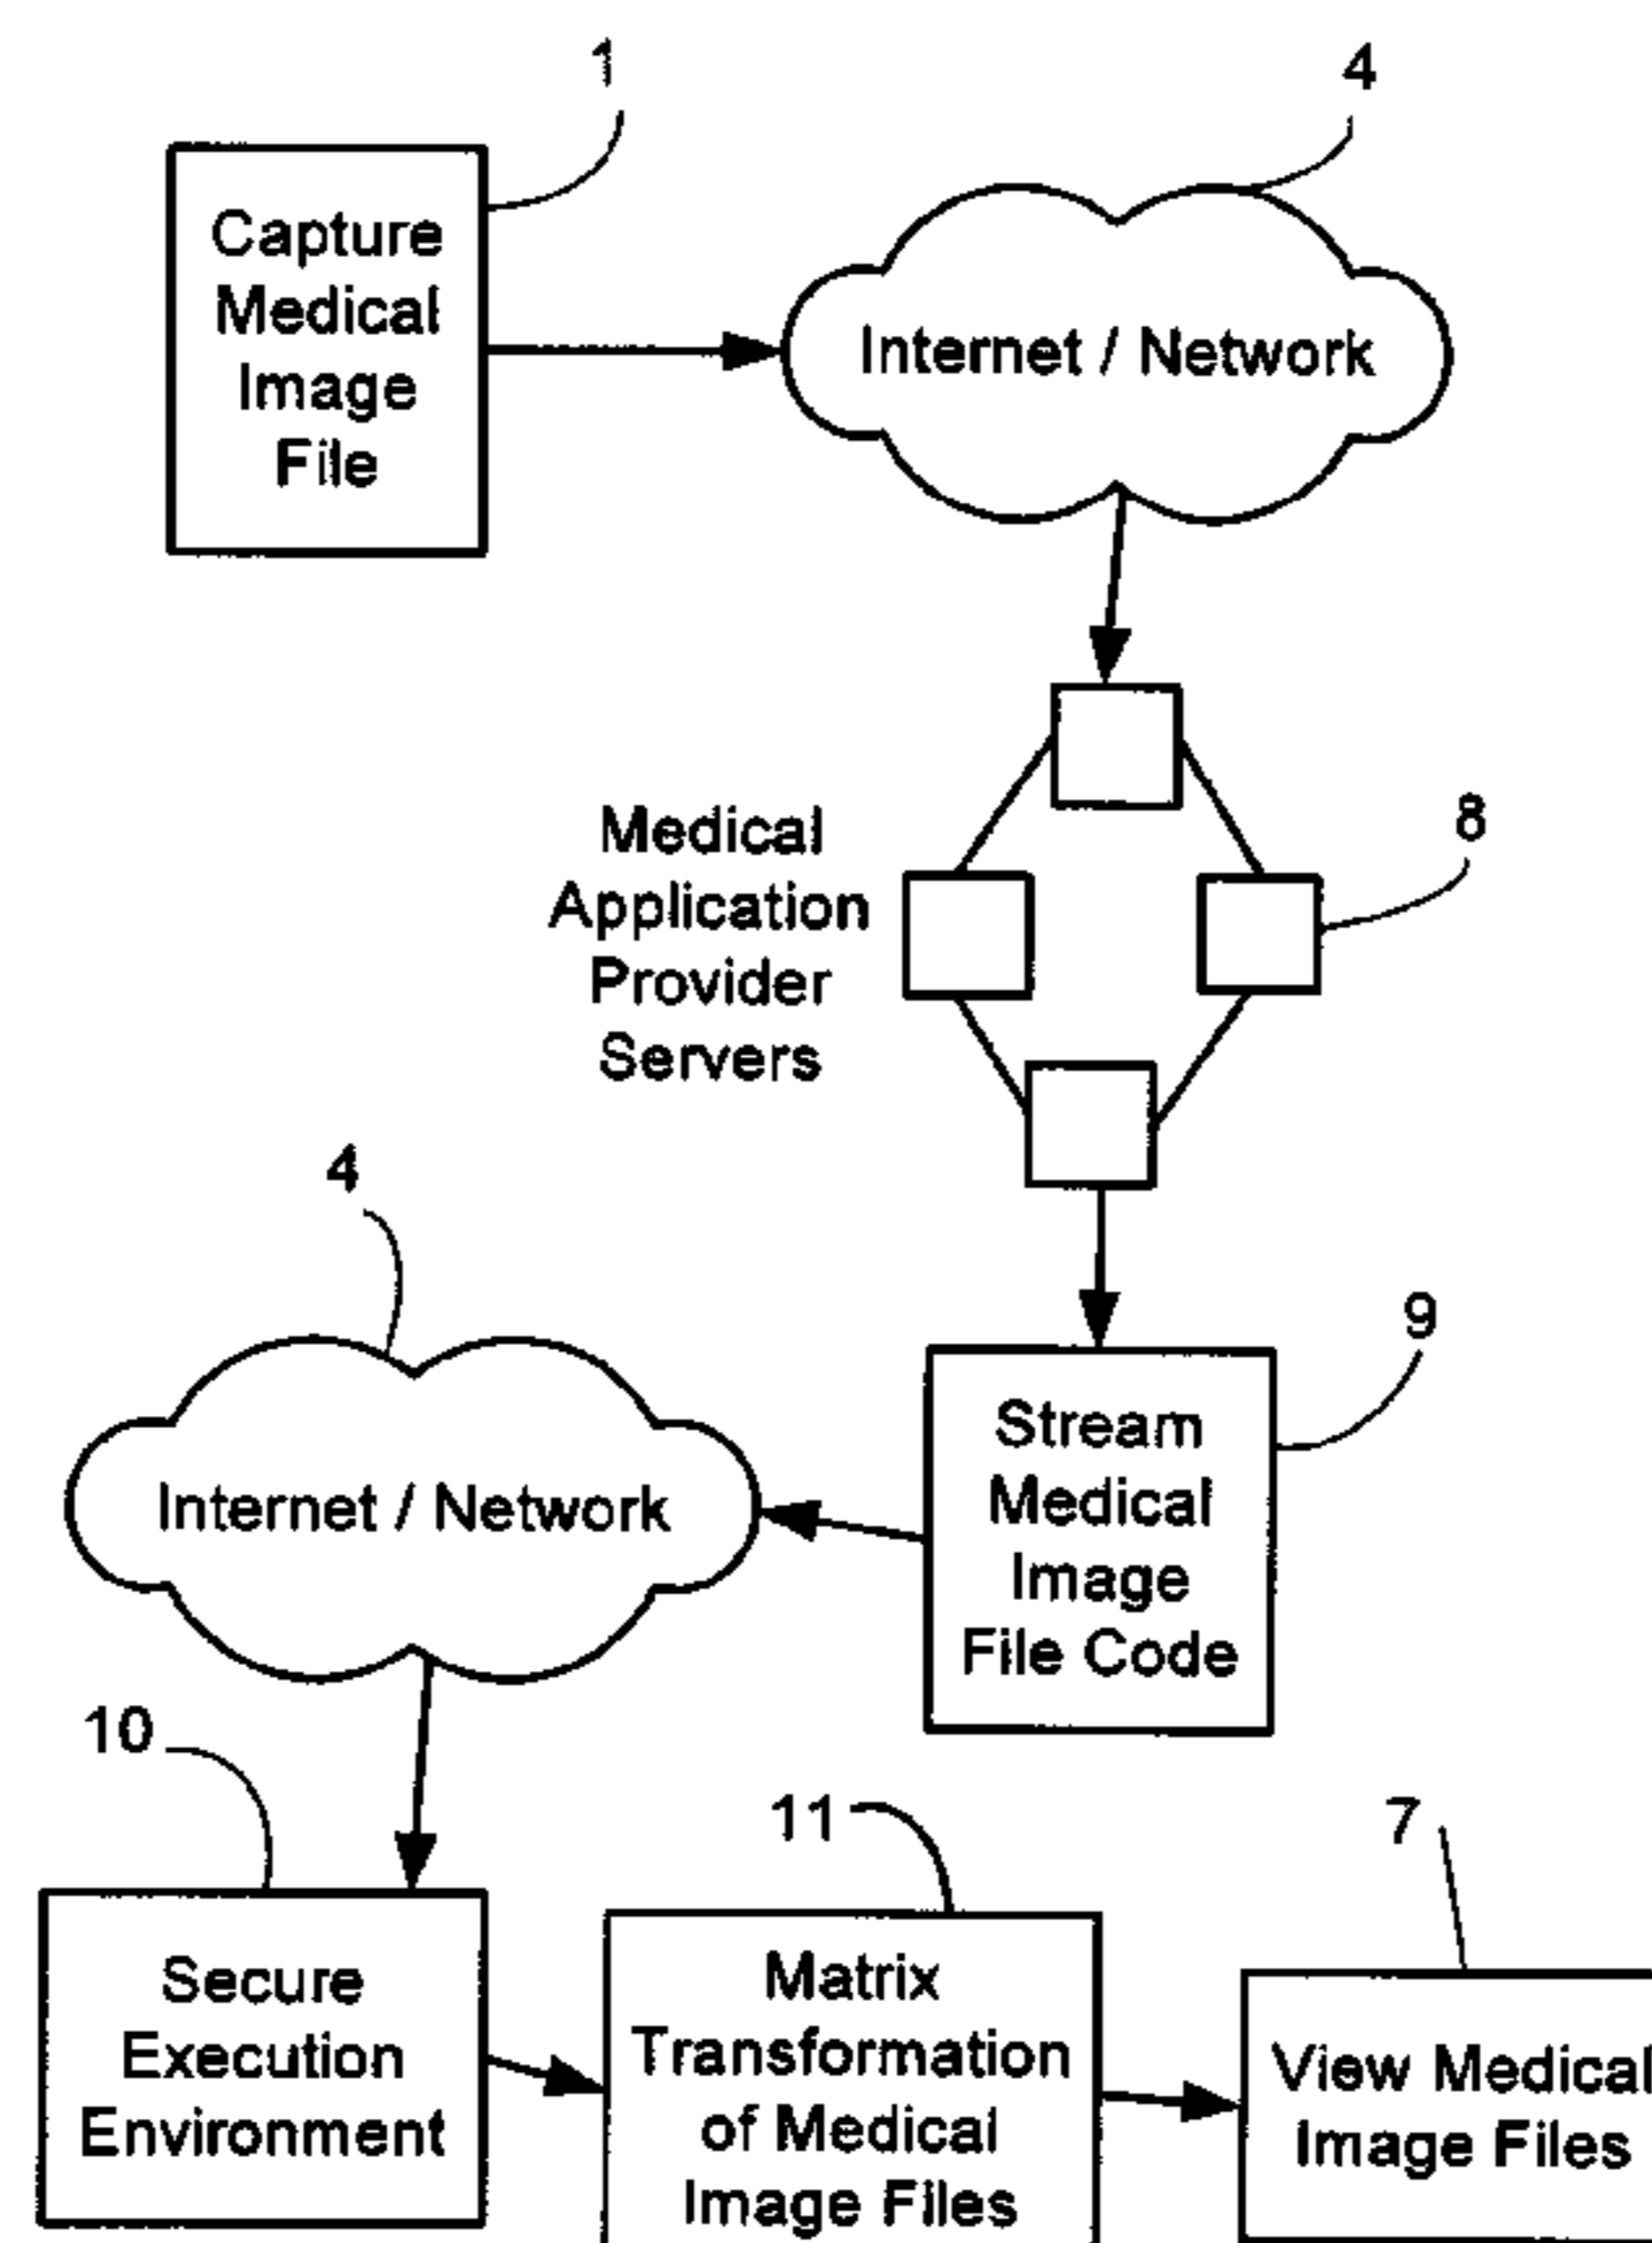 1
Capture
Medical
Image
File
4
Internet / Network
Medical
Application
Provider
Servers
8
4
Internet / Network
9
Stream
Medical
Image
File Code
10
Secure
Execution
Environment
11
Matrix
Transformation
of Medical
Image Files
7
View Medical
Image Files